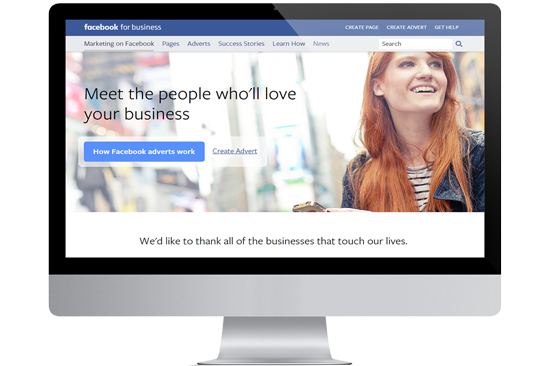 facebook for business
CREATE PAGE CREATE ADVERT GET HELP
Marketing on Facebook Pages Adverts Success Stories Learn How News
Search
Meet the people who'll love
your business
How Facebook adverts work Create Advert
We'd like to thank all of the businesses that touch our lives.